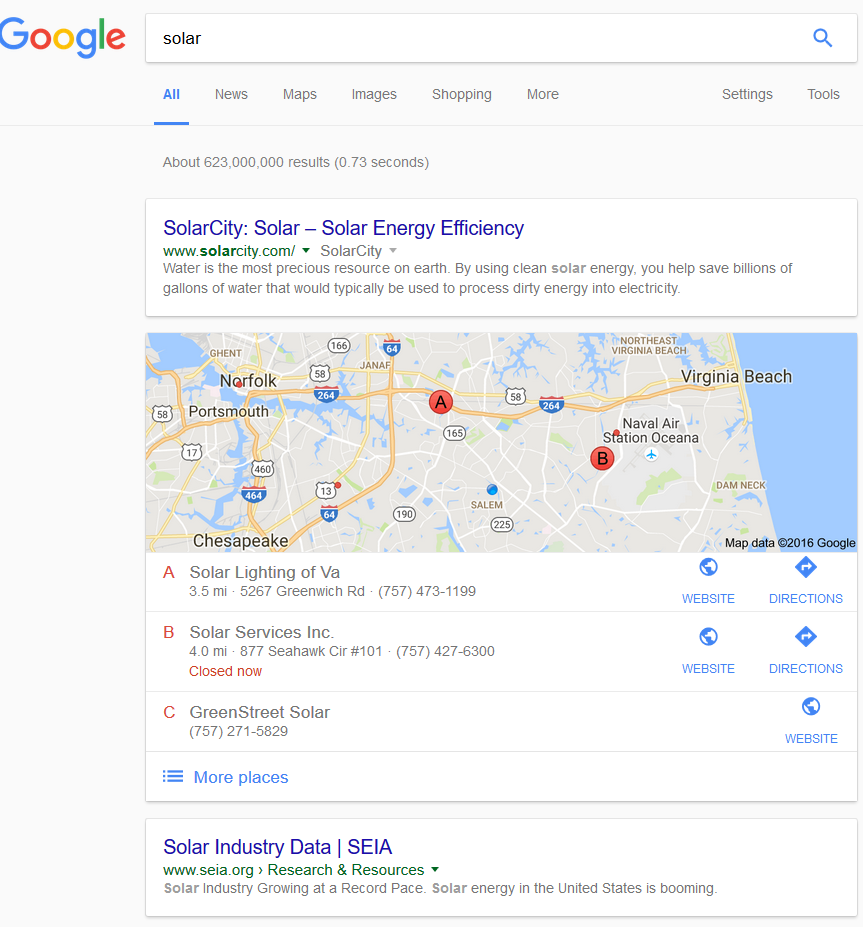 Google
solar
All News Maps Images Shopping More Settings Tools
About 623,000,000 results (0.73 seconds)
SolarCity: Solar – Solar Energy Efficiency
www.solarcity.com/ SolarCity
Water is the most precious resource on earth. By using clean solar energy, you help save billions of
gallons of water that would typically be used to process dirty energy into electricity.
166
64
NORTHEAST
VIRGINIA BEACH
GHENT
JANAF
58
Norfolk
Virginia Beach
264
58
264
A
58
Portsmouth
165
Naval Air
Station Oceana
17
B
460
464
13
SALEM
DAM NECK
64
190
225
Chesapeake
Map data ©2016 Google
A Solar Lighting of Va
3.5 mi · 5267 Greenwich Rd · (757) 473-1199
WEBSITE DIRECTIONS
B Solar Services Inc.
4.0 mi · 877 Seahawk Cir #101 · (757) 427-6300
Closed now
WEBSITE DIRECTIONS
C GreenStreet Solar
(757) 271-5829
WEBSITE
More places
Solar Industry Data | SEIA
www.seia.org › Research & Resources
Solar Industry Growing at a Record Pace. Solar energy in the United States is booming.